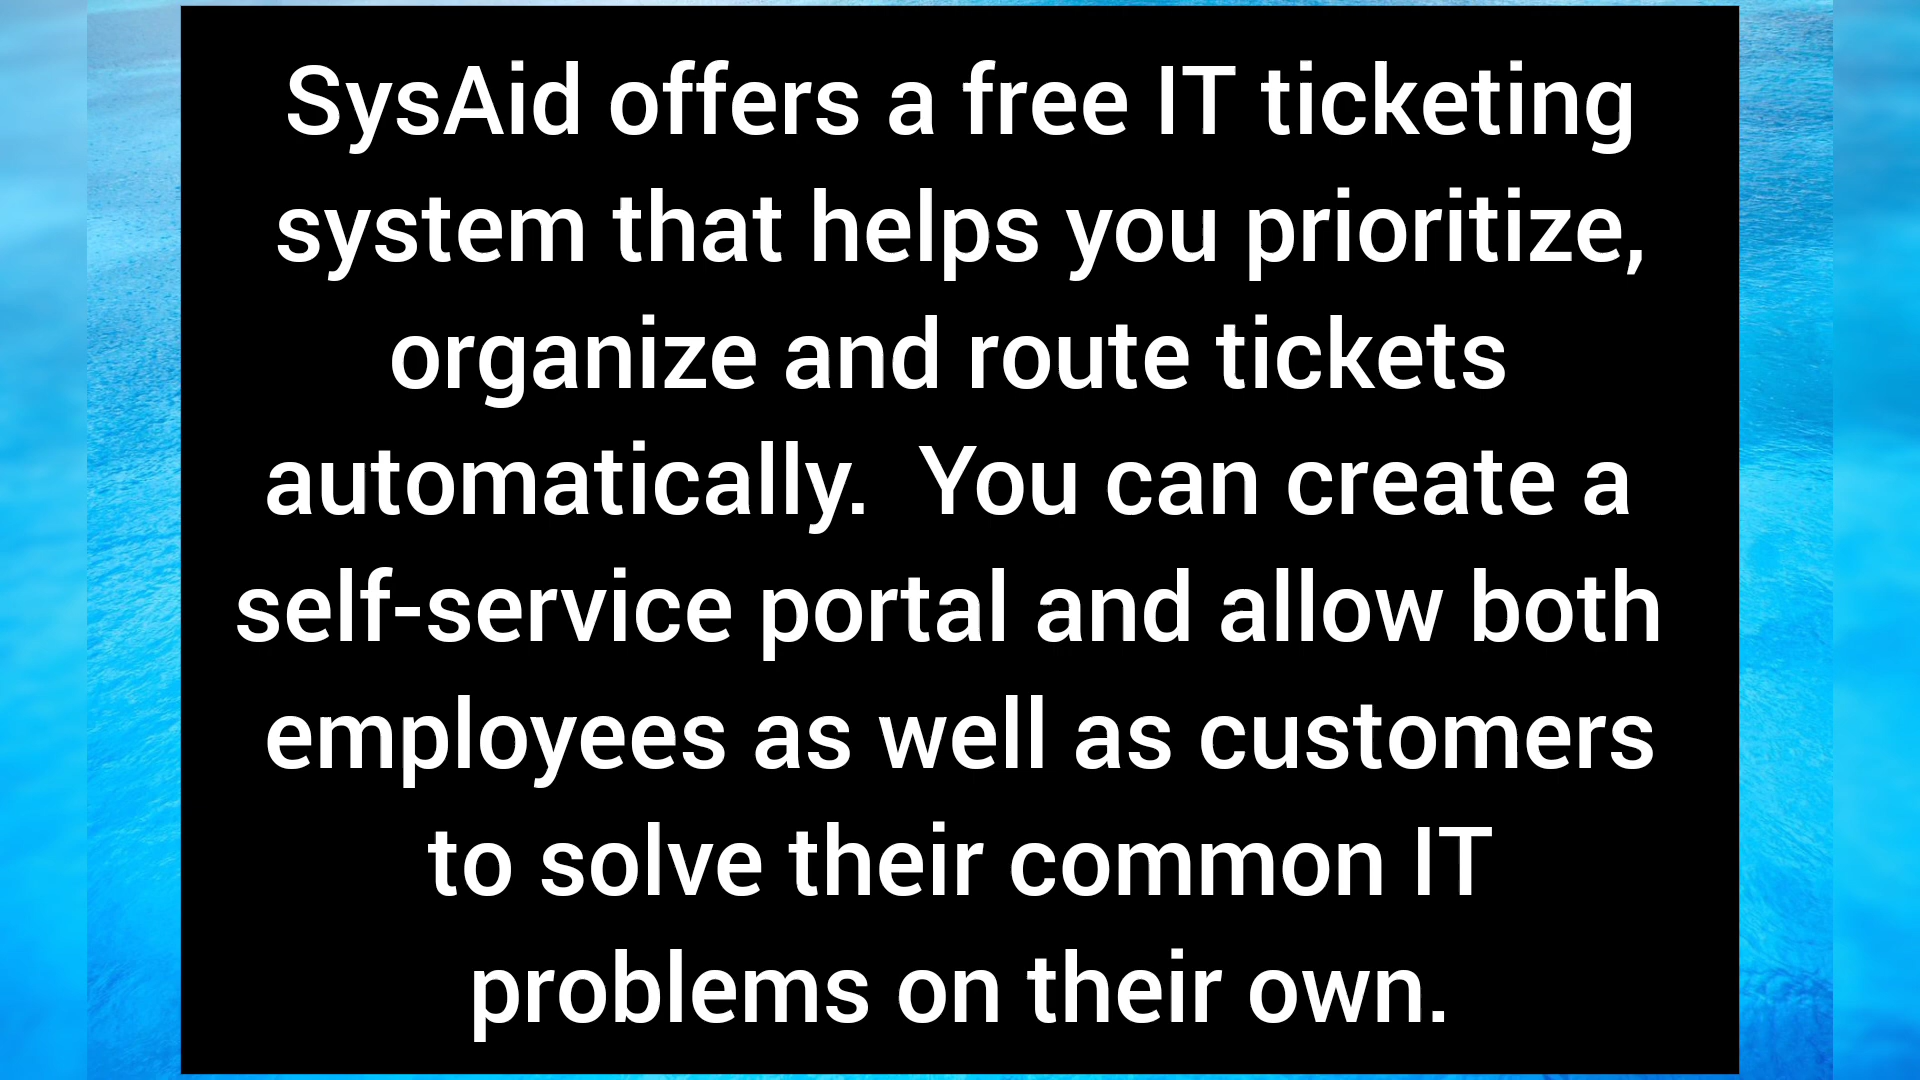 SysAid offers a free IT ticketing
system that helps you prioritize,
organize and route tickets
automatically.  You can create a
self-service portal and allow both
employees as well as customers
to solve their common IT
problems on their own.